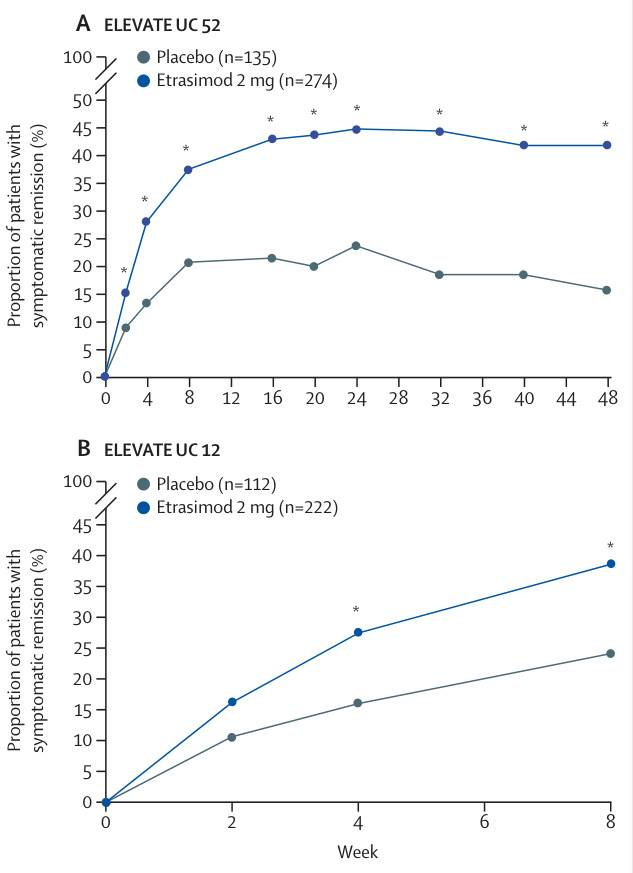 A ELEVATE UC 52
Placebo (n=135)
Etrasimod 2 mg (n=274)
Proportion of patients with
symptomatic remission (%)
100
50
45
40
35
30
25
20
15
10
5
0
* * * * * * * * *
0 4 8 12 16 20 24 28 32 36 40 44 48
B ELEVATE UC 12
Placebo (n=112)
Etrasimod 2 mg (n=222)
Proportion of patients with
symptomatic remission (%)
100
45
40
35
30
25
20
15
10
5
0
* *
0 2 4 6 8
Week